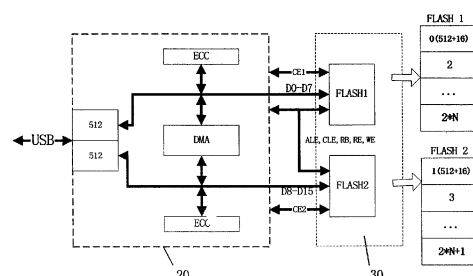 FLASH 1
0(512+16)
2
...
2*N
ECC
CE1
D0-D7
FLASH1
USB
512
512
DMA
ALE, CLE, RB, RE, WE
FLASH2
D8-D15
CE2
ECC
FLASH 2
1(512+16)
3
...
2*N+1
20
30